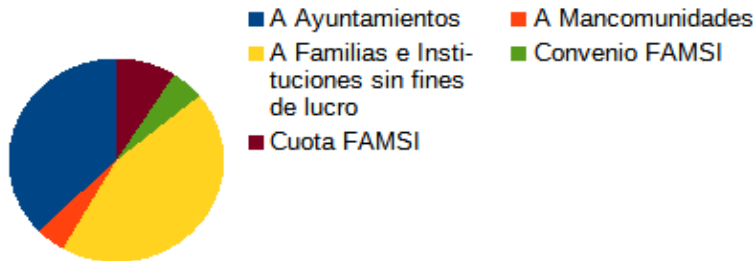 A Ayuntamientos
A Mancomunidades
A Familias e Insti-
tuciones sin fines
de lucro
Convenio FAMSI
Cuota FAMSI